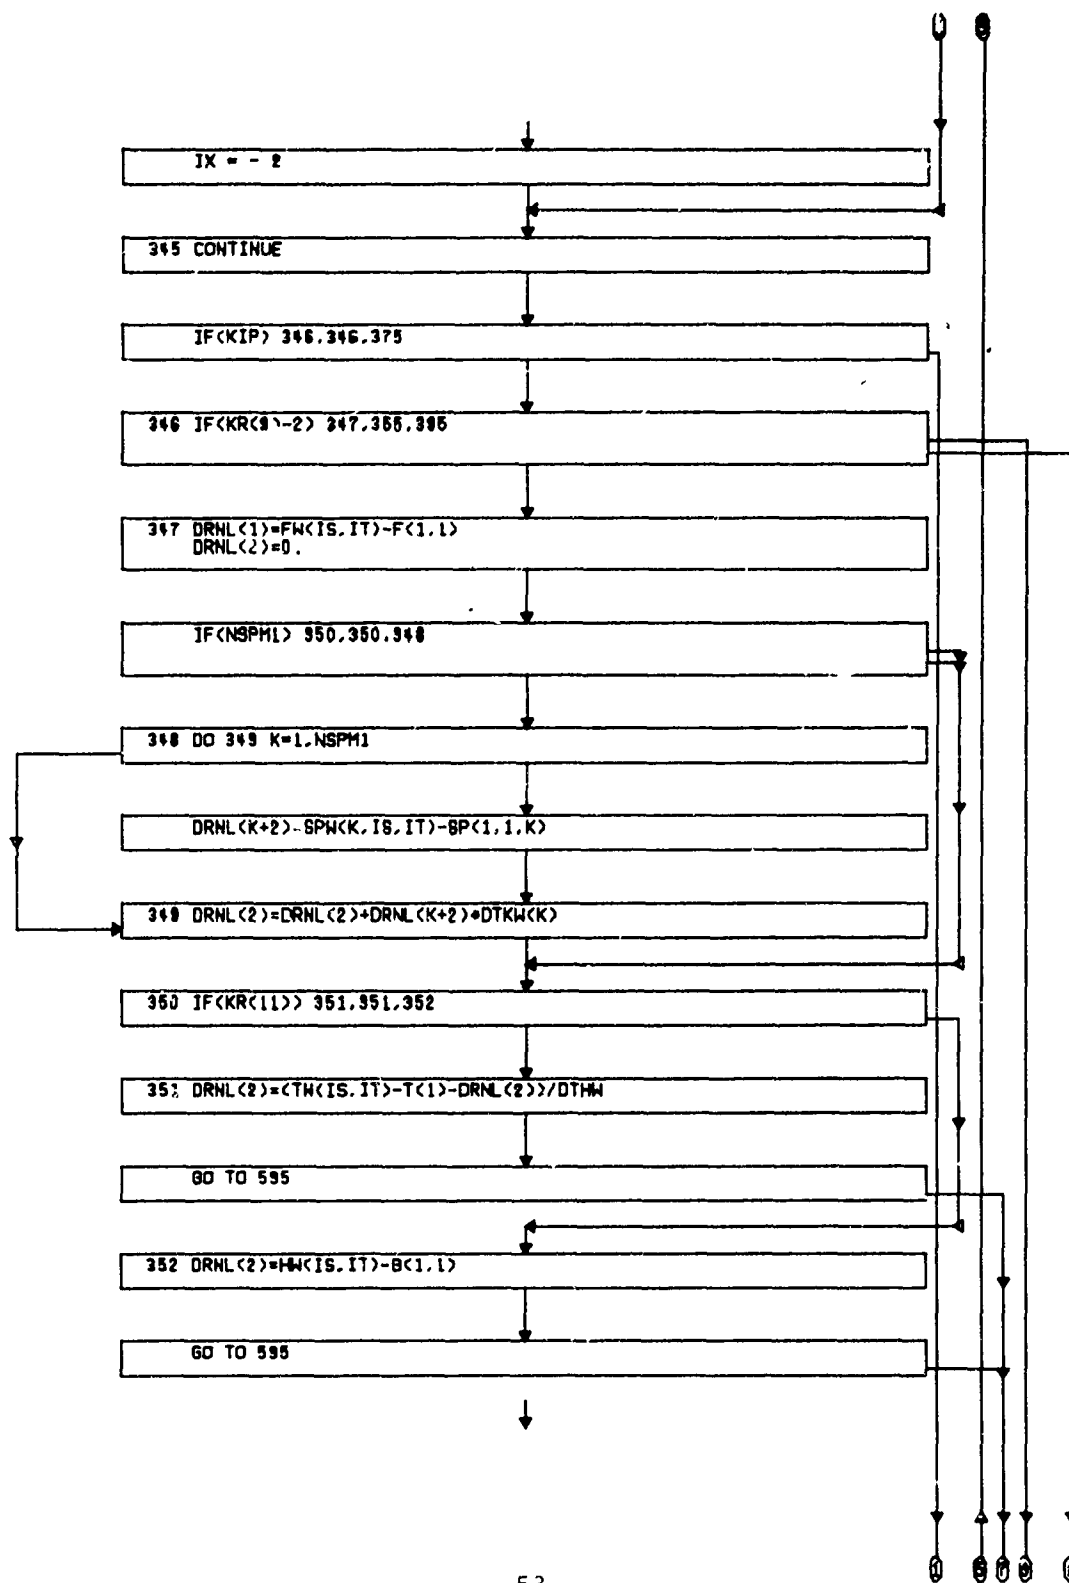 IX = - 2
345 CONTINUE
IF(KIP) 346,346,375
346 IF(KR(9)-2) 347,355,395
347 DRNL(1)=FW(IS,IT)-F(1,1)
DRNL(2)=0.
IF(NSPM1) 350,350,348
348 DO 349 K=1,NSPM1
DRNL(K+2)=SPW(K,IS,IT)-SP(1,1,K)
349 DRNL(2)=DRNL(2)+DRNL(K+2)*DTKW(K)
350 IF(KR(11)) 351,351,352
351 DRNL(2)=(TW(IS,IT)-T(1)-DRNL(2))/DTHW
GO TO 595
352 DRNL(2)=HW(IS,IT)-B(1,1)
GO TO 595
53